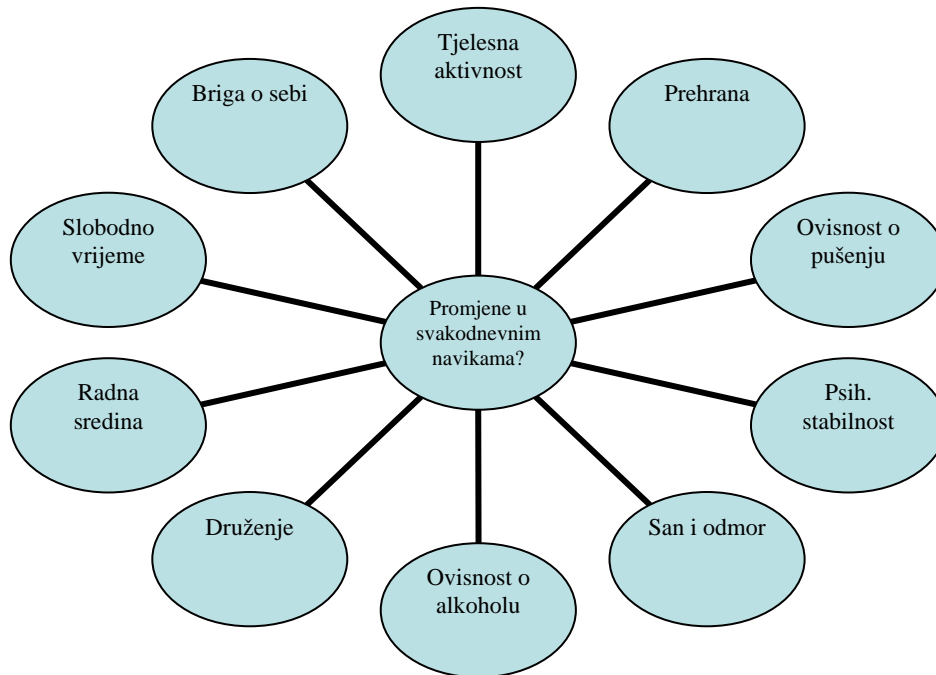 Tjelesna
aktivnost
Briga o sebi
Prehrana
Slobodno
vrijeme
Ovisnost o
pušenju
Promjene u
svakodnevnim
navikama?
Radna
sredina
Psih.
stabilnost
Druženje
San i odmor
Ovisnost o
alkoholu